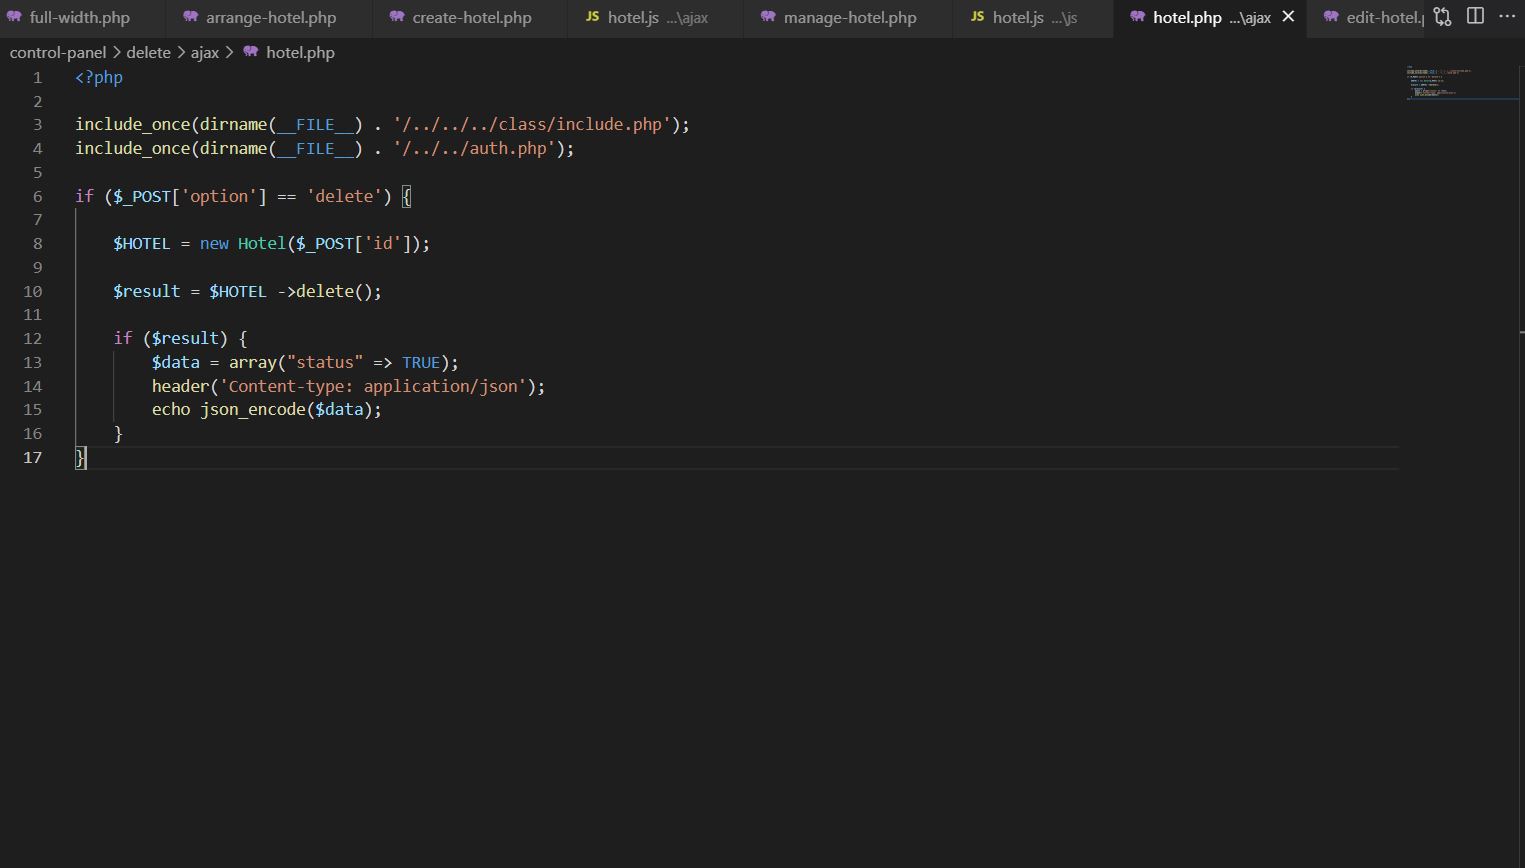 full-width.php arrange-hotel.php create-hotel.php JS hotel.js ...\ajax manage-hotel.php JS hotel.js ...\js hotel.php ...\ajax edit-hotel.p
control-panel > delete > ajax > hotel.php
1 <?php
2
3 include_once(dirname(__FILE__) . '/../../../class/include.php');
4 include_once(dirname(__FILE__) . '/../../auth.php');
5
6 if ($_POST['option'] == 'delete') {
7
8 $HOTEL = new Hotel($_POST['id']);
9
10 $result = $HOTEL ->delete();
11
12 if ($result) {
13 $data = array("status" => TRUE);
14 header('Content-type: application/json');
15 echo json_encode($data);
16 }
17 }